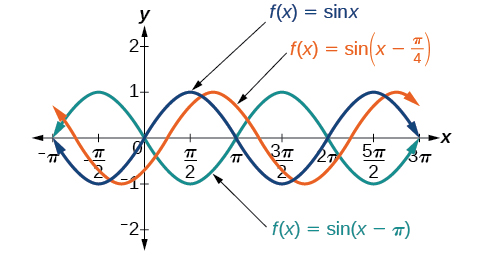 y
f(x) = sinx
f(x) = sin(x − π/4)
2
1
0
−π
−π/2
π/2
π
3π/2
2π
5π/2
3π
x
−1
−2
f(x) = sin(x − π)